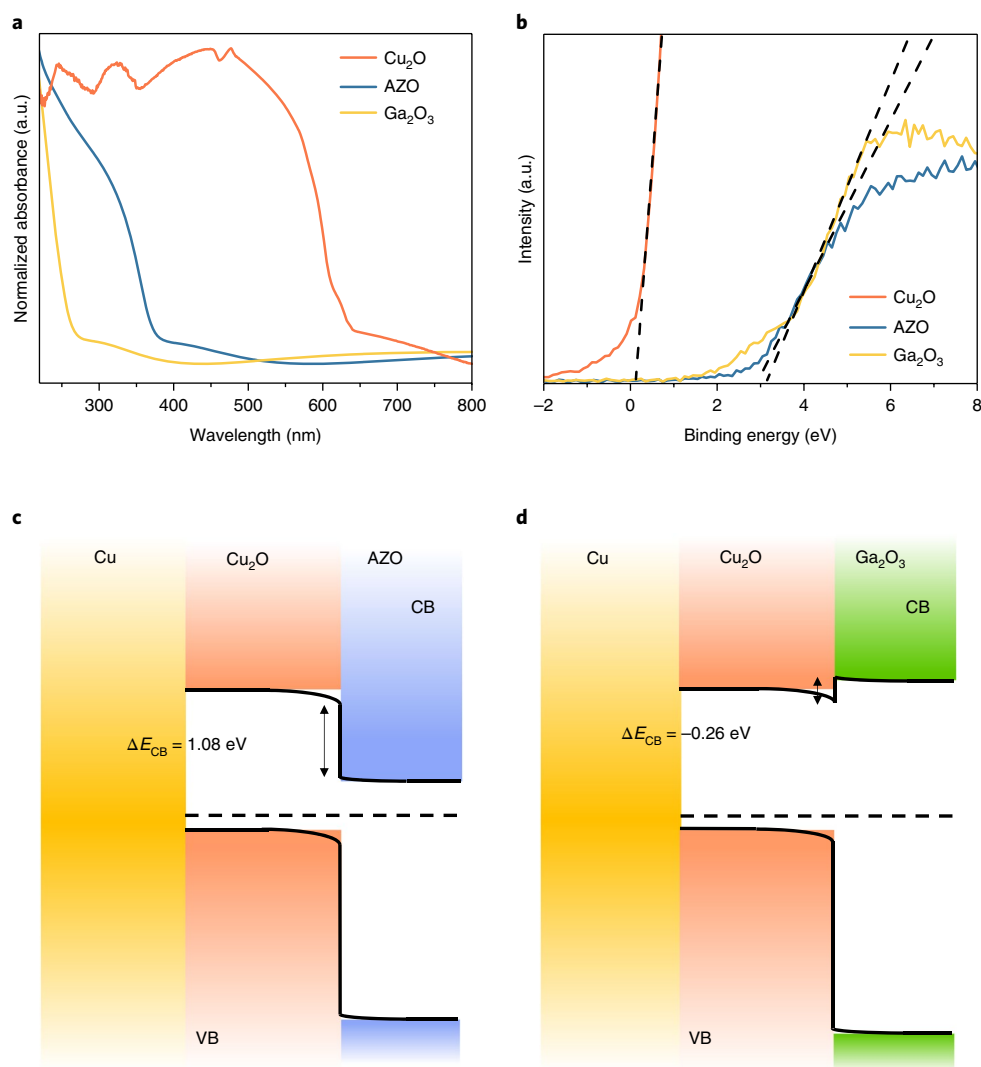 a
Normalized absorbance (a.u.)
Cu₂O
AZO
Ga₂O₃
300 400 500 600 700 800
Wavelength (nm)
b
Intensity (a.u.)
Cu₂O
AZO
Ga₂O₃
−2 0 2 4 6 8
Binding energy (eV)
c
Cu Cu₂O AZO
CB
ΔE_CB = 1.08 eV
VB
d
Cu Cu₂O Ga₂O₃
CB
ΔE_CB = –0.26 eV
VB